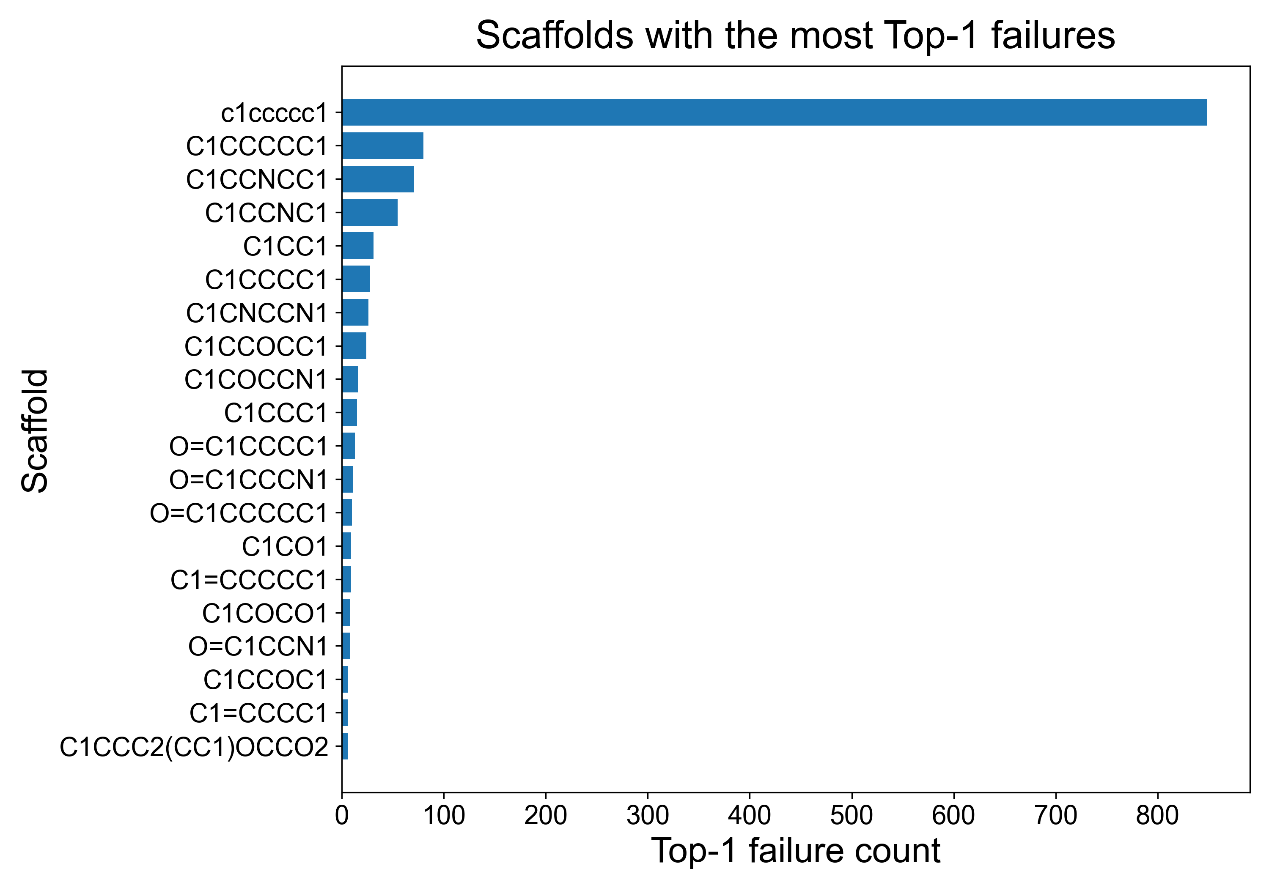 Scaffolds with the most Top-1 failures
Scaffold
c1ccccc1
C1CCCCC1
C1CCNCC1
C1CCNC1
C1CC1
C1CCCC1
C1CNCCN1
C1CCOCC1
C1COCCN1
C1CCC1
O=C1CCCC1
O=C1CCCN1
O=C1CCCCC1
C1CO1
C1=CCCCC1
C1COCO1
O=C1CCN1
C1CCOC1
C1=CCCC1
C1CCC2(CC1)OCCO2
0 100 200 300 400 500 600 700 800
Top-1 failure count